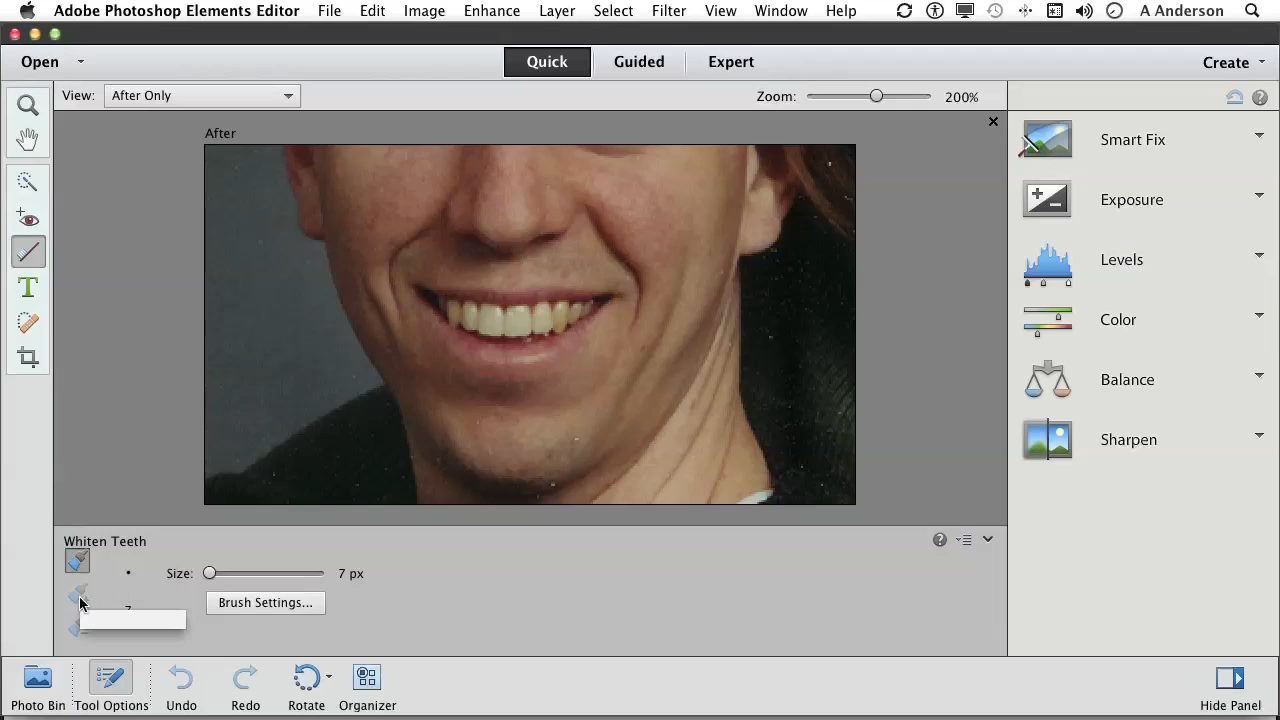 Adobe Photoshop Elements Editor File Edit Image Enhance Layer Select Filter View Window Help A Anderson
Open Quick Guided Expert Create
View: After Only Zoom: 200%
After
Smart Fix
Exposure
Levels
Color
Balance
Sharpen
Whiten Teeth
Size: 7 px
Brush Settings...
Photo Bin Tool Options Undo Redo Rotate Organizer Hide Panel